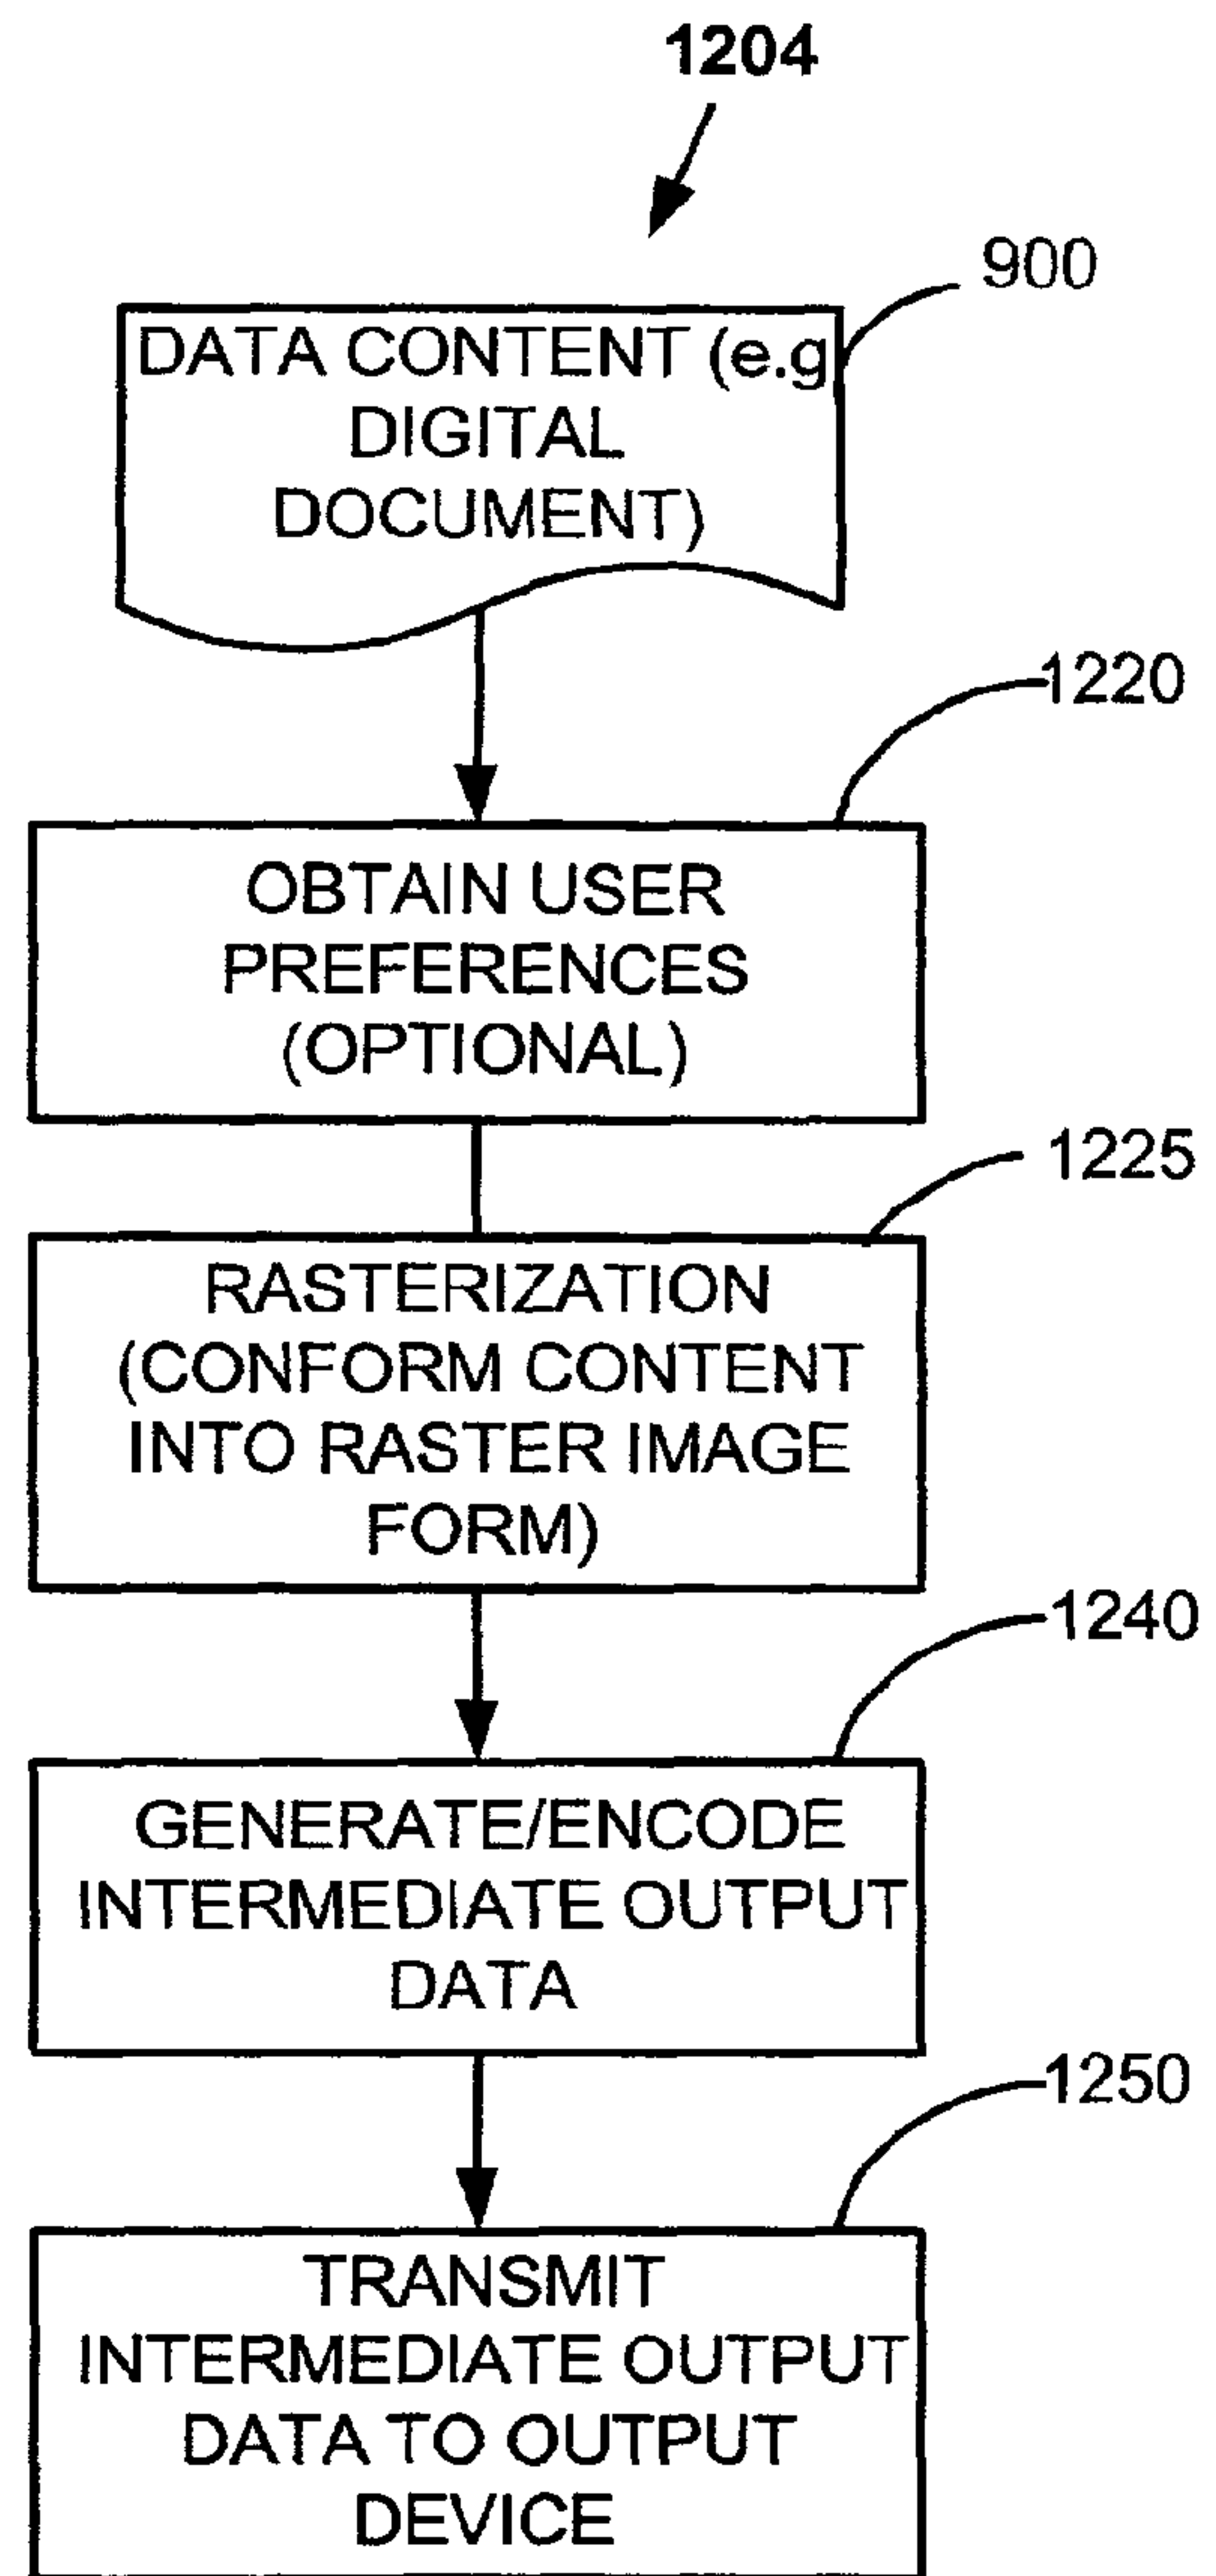 1204
900
DATA CONTENT (e.g
DIGITAL
DOCUMENT)
1220
OBTAIN USER
PREFERENCES
(OPTIONAL)
1225
RASTERIZATION
(CONFORM CONTENT
INTO RASTER IMAGE
FORM)
1240
GENERATE/ENCODE
INTERMEDIATE OUTPUT
DATA
1250
TRANSMIT
INTERMEDIATE OUTPUT
DATA TO OUTPUT
DEVICE